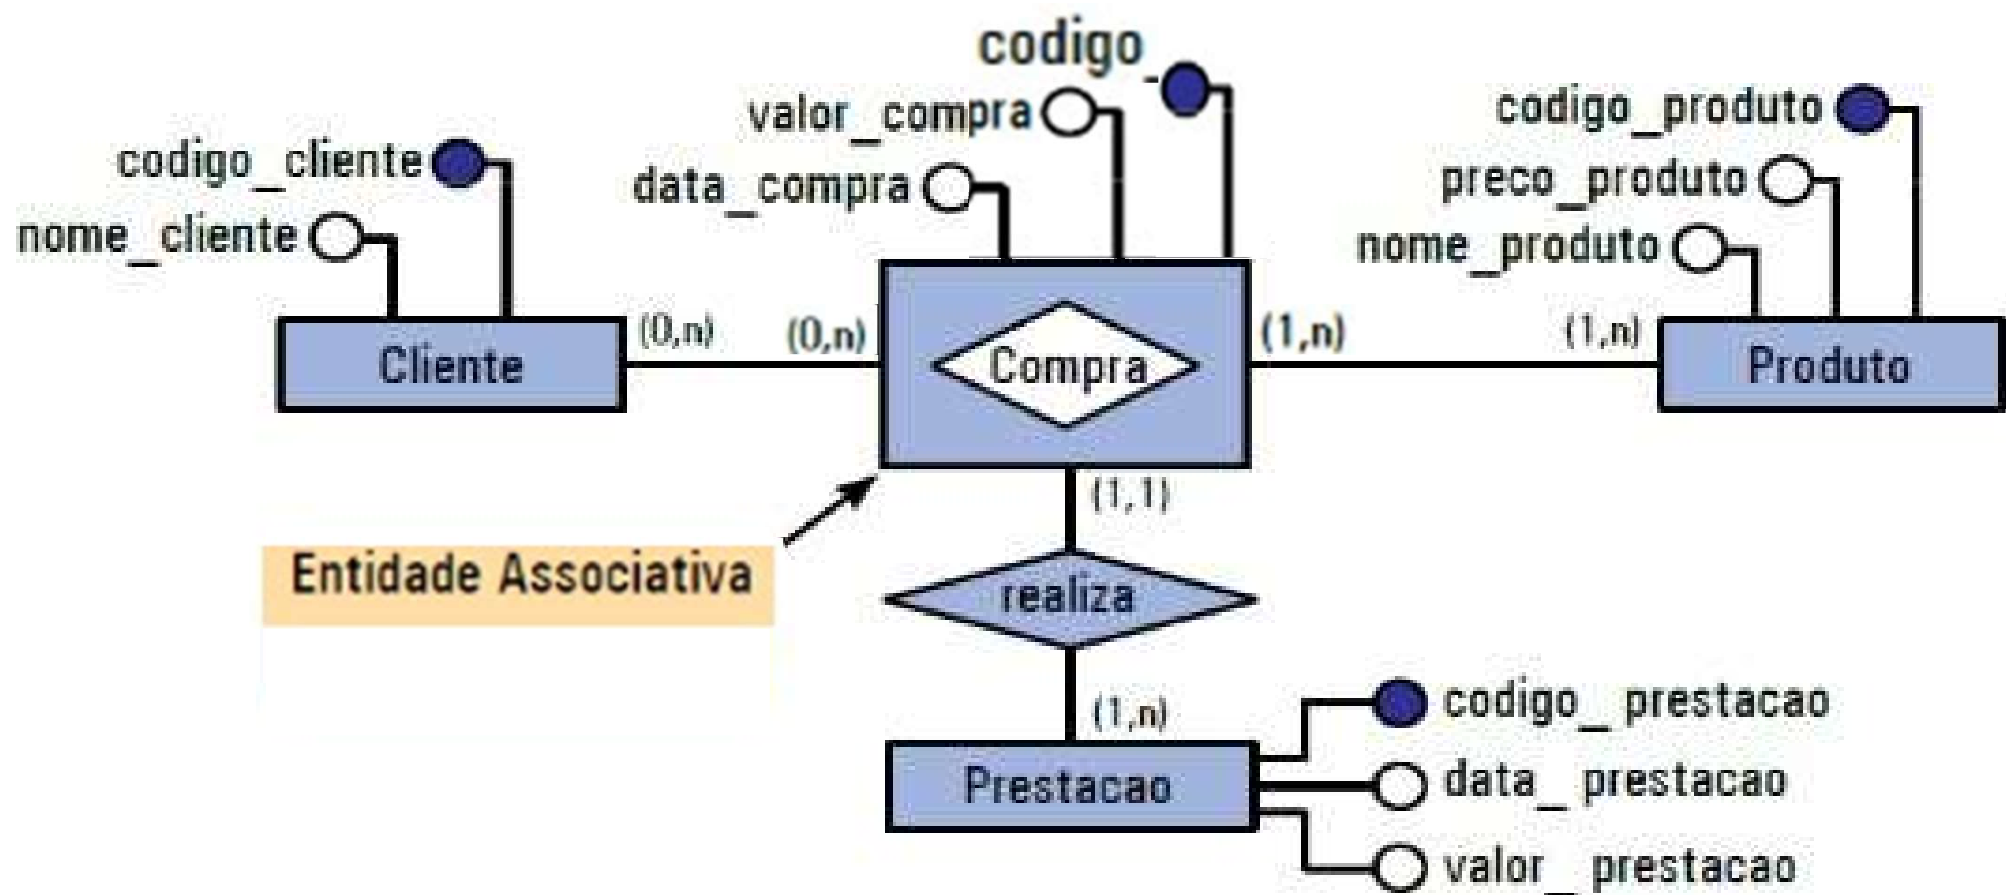 codigo_
valor_compra
data_compra
codigo_cliente
nome_cliente
codigo_produto
preco_produto
nome_produto
Cliente
(0,n)
(0,n)
Compra
(1,n)
(1,n)
Produto
(1,1)
Entidade Associativa
realiza
(1,n)
Prestacao
codigo_ prestacao
data_ prestacao
valor_ prestacao